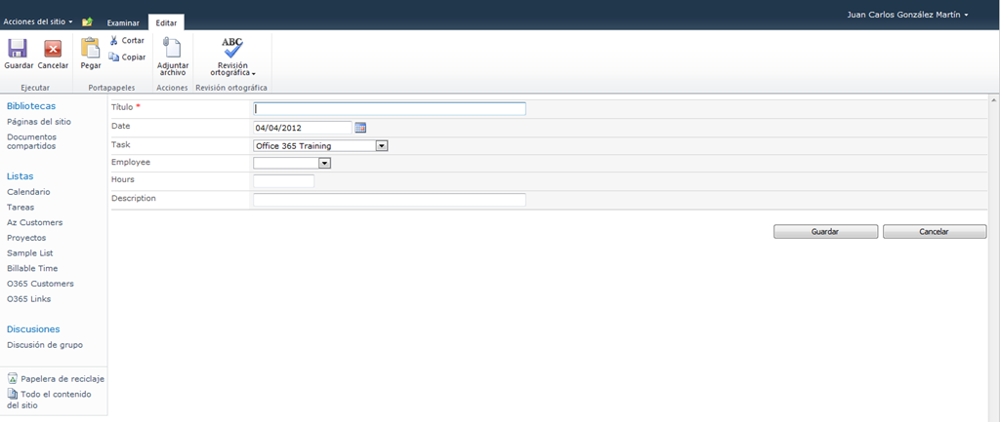 Acciones del sitio
Examinar
Editar
Juan Carlos González Martín
Guardar
Cancelar
Pegar
Cortar
Copiar
Adjuntar
archivo
ABC
Revisión
ortográfica
Ejecutar
Portapapeles
Acciones
Revisión ortográfica
Bibliotecas
Páginas del sitio
Documentos
compartidos
Listas
Calendario
Tareas
Az Customers
Proyectos
Sample List
Billable Time
O365 Customers
O365 Links
Discusiones
Discusión de grupo
Papelera de reciclaje
Todo el contenido
del sitio
Título *
Date
04/04/2012
Task
Office 365 Training
Employee
Hours
Description
Guardar
Cancelar